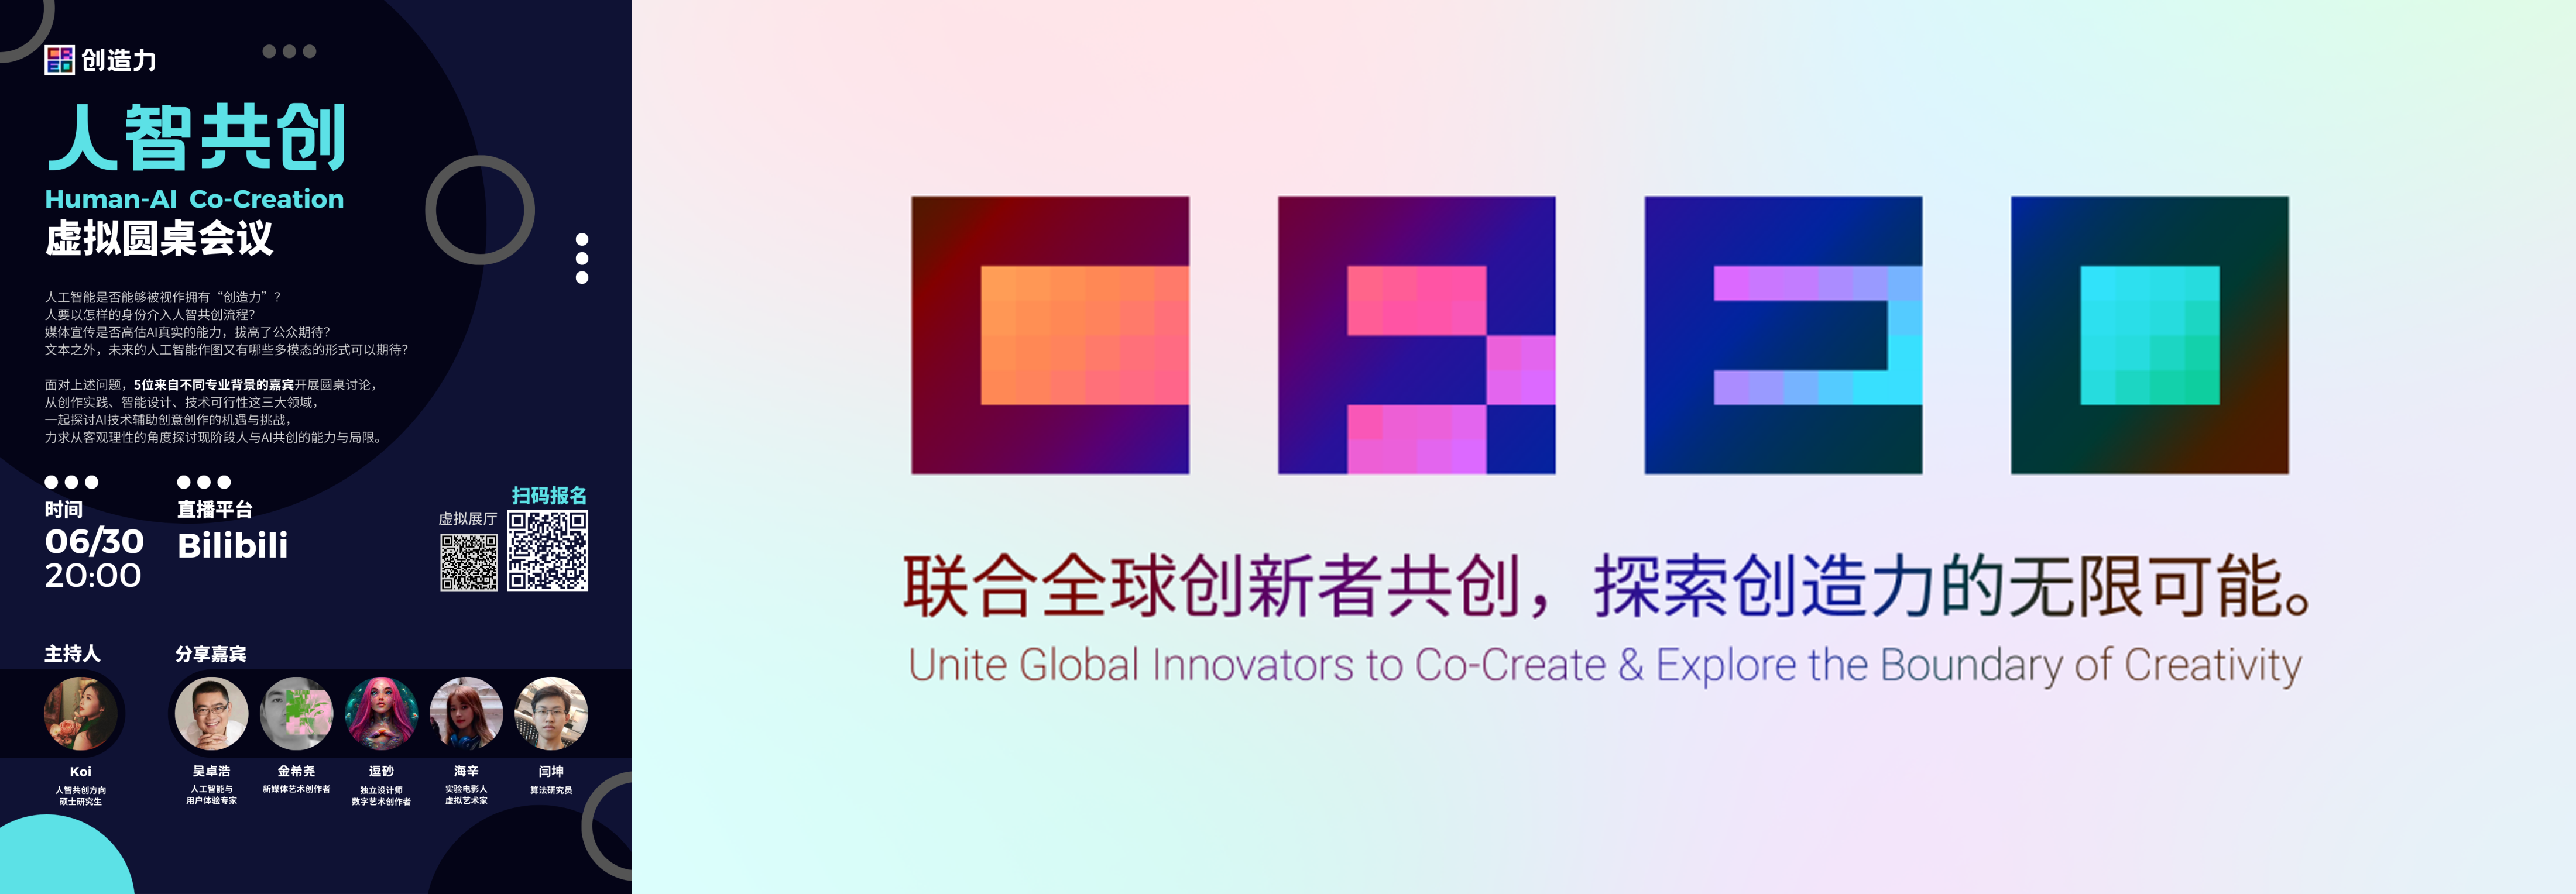 CREO 创造力
人智共创
Human-AI Co-Creation
虚拟圆桌会议
人工智能是否能够被视作拥有“创造力”？
人要以怎样的身份介入人智共创流程？
媒体宣传是否高估AI真实的能力，拔高了公众期待？
文本之外，未来的人工智能作图又有哪些多模态的形式可以期待？
面对上述问题，5位来自不同专业背景的嘉宾开展圆桌讨论，
从创作实践、智能设计、技术可行性这三大领域，
一起探讨AI技术辅助创意创作的机遇与挑战，
力求从客观理性的角度探讨现阶段人与AI共创的能力与局限。
时间
06/30
20:00
直播平台
Bilibili
虚拟展厅
扫码报名
主持人
Koi
人智共创方向
硕士研究生
分享嘉宾
吴卓浩
人工智能与
用户体验专家
金希尧
新媒体艺术创作者
逗砂
独立设计师
数字艺术创作者
海辛
实验电影人
虚拟艺术家
闫坤
算法研究员
CREO
联合全球创新者共创，探索创造力的无限可能。
Unite Global Innovators to Co-Create & Explore the Boundary of Creativity